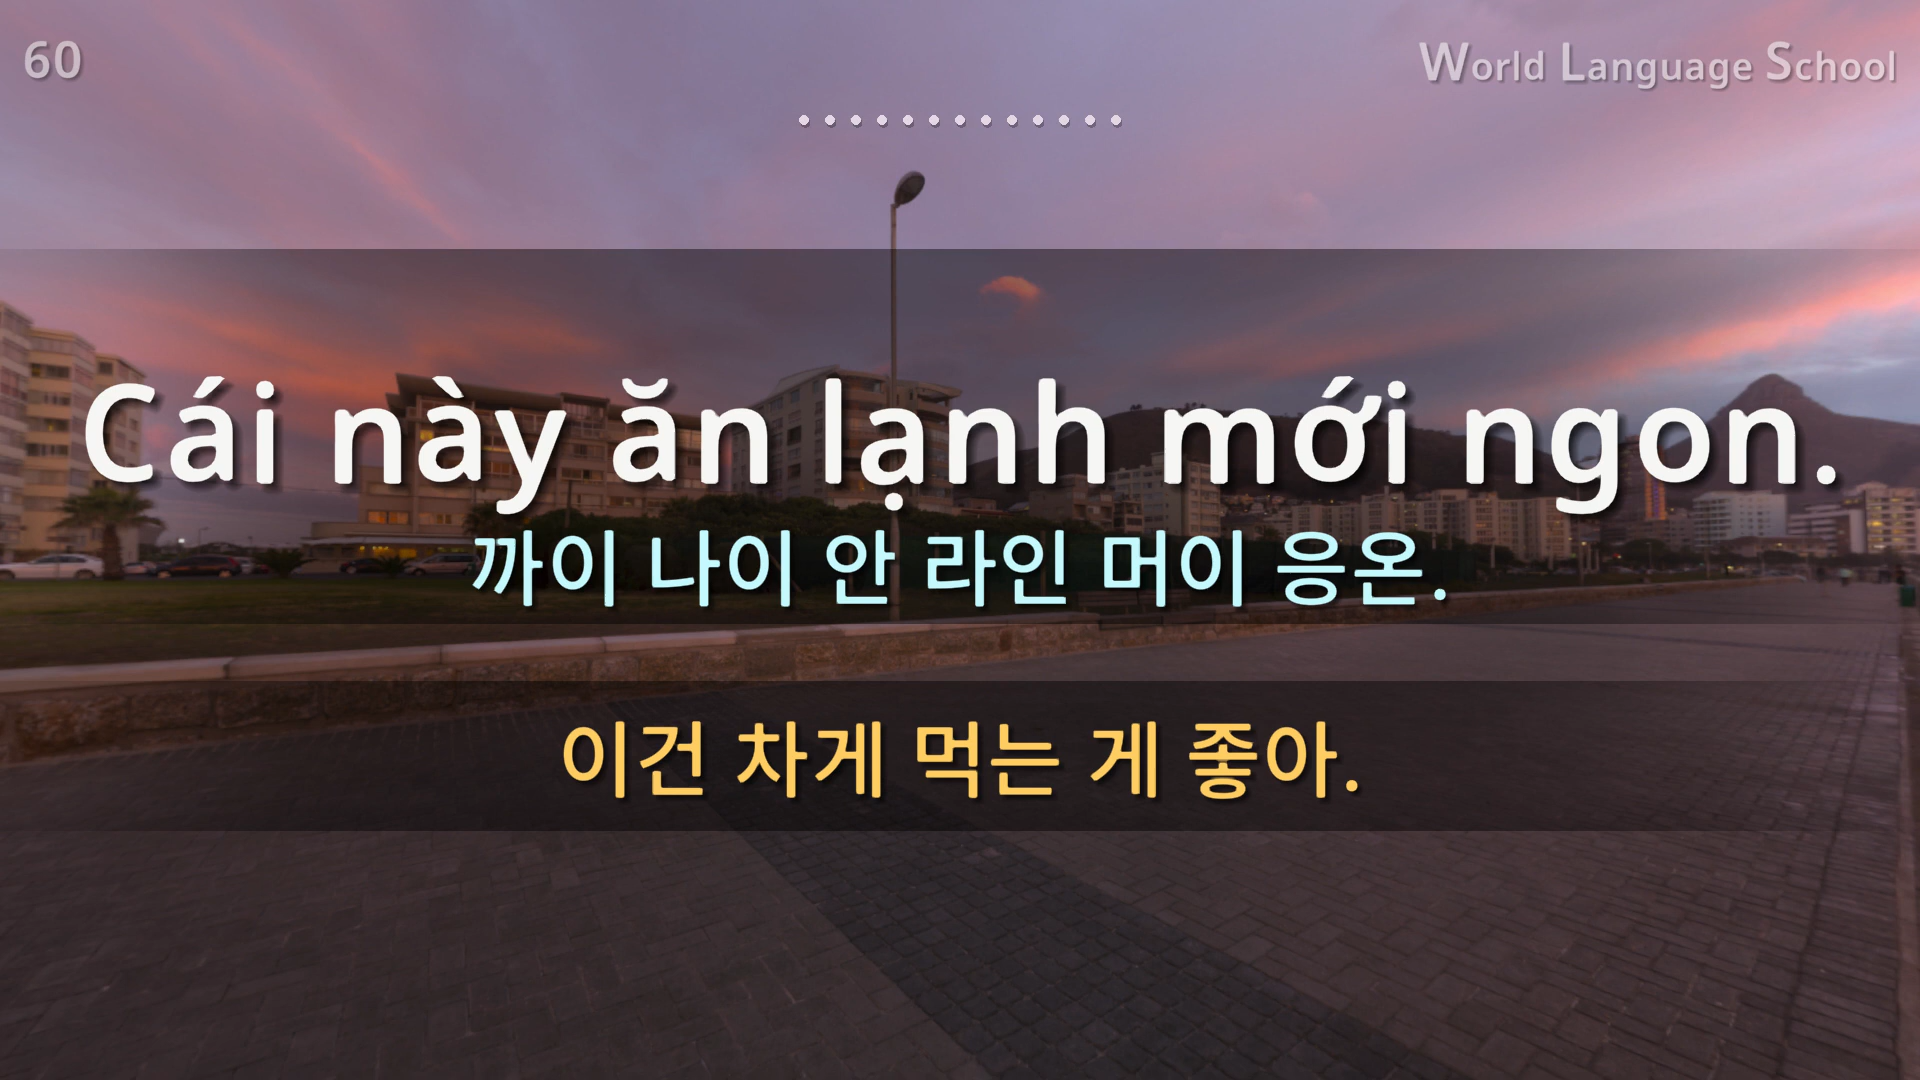 60
World Language School
Cái này ăn lạnh mới ngon.
까이 나이 안 라인 머이 응온.
이건 차게 먹는 게 좋아.